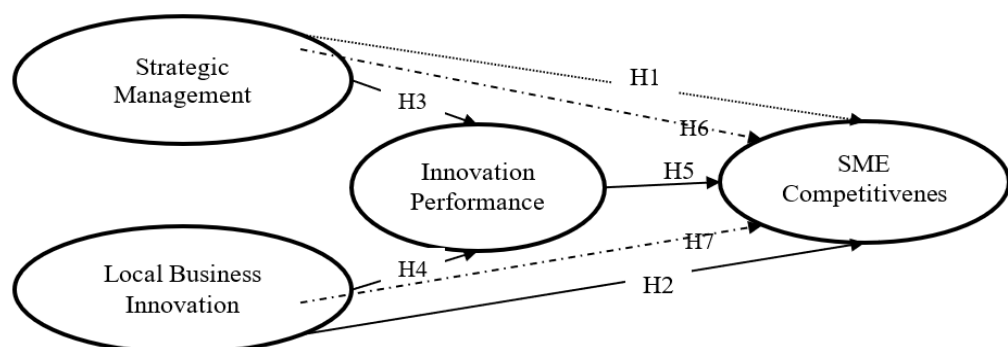 Strategic
Management
H1
H3
H6
Innovation
Performance
H5
SME
Competitivenes
H7
H4
Local Business
Innovation
H2